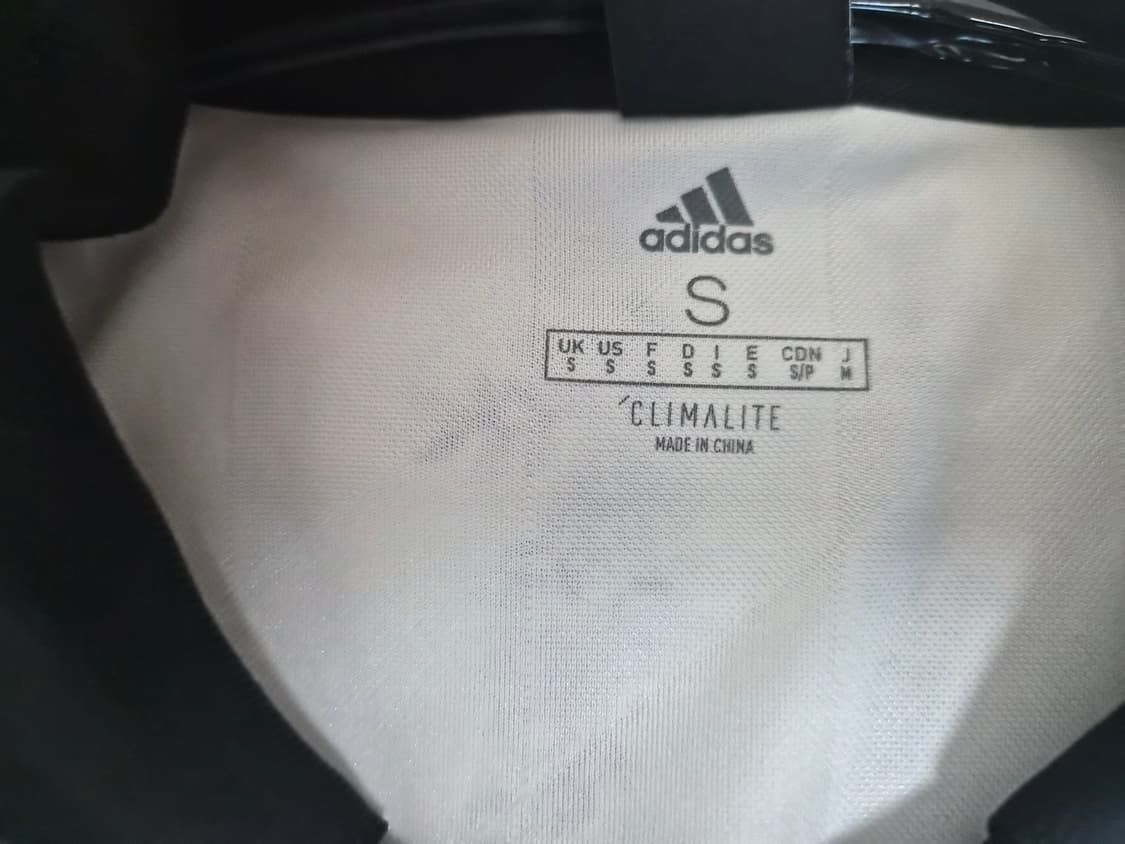 adidas
S
UK US F D I E CDN J
S S S S S S S/P M
CLIMALITE
MADE IN CHINA